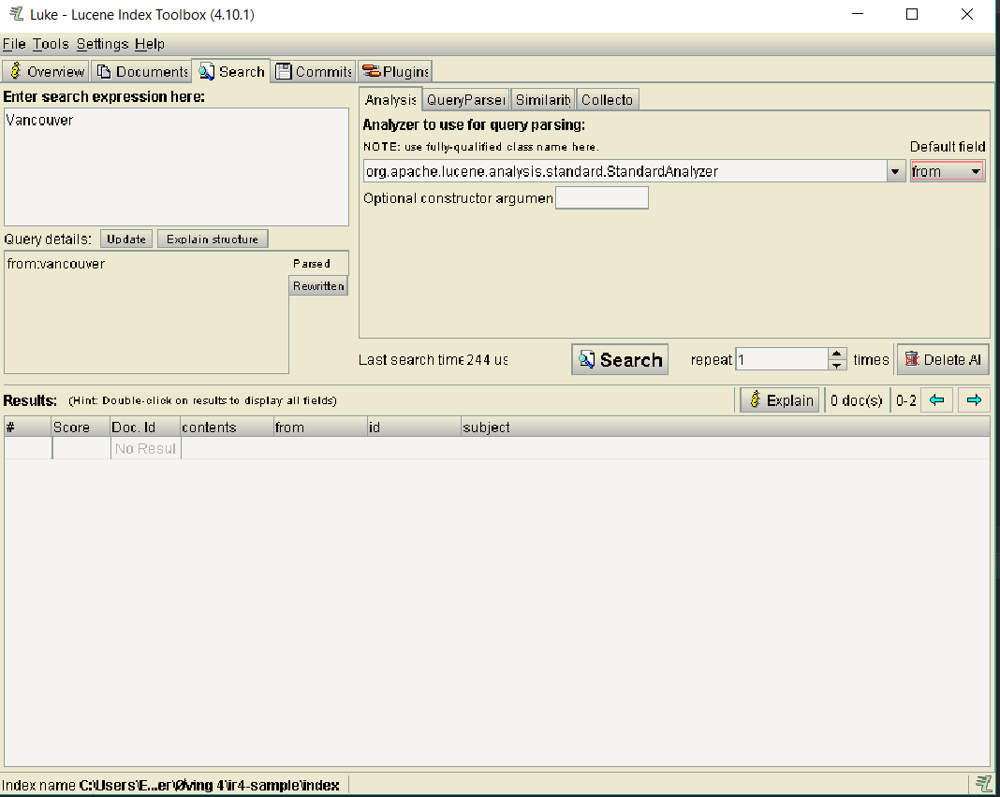 Luke - Lucene Index Toolbox (4.10.1)
File Tools Settings Help
Overview Documents Search Commits Plugins
Enter search expression here:
Vancouver
Analysis QueryParser Similarity Collecto
Analyzer to use for query parsing:
NOTE: use fully-qualified class name here.
Default field
org.apache.lucene.analysis.standard.StandardAnalyzer
from
Optional constructor argumen
Query details: Update Explain structure
from:vancouver
Parsed
Rewritten
Last search time 244 us
Search
repeat 1 times
Delete Al
Results: (Hint: Double-click on results to display all fields)
Explain 0 doc(s) 0-2
# Score Doc. Id contents from id subject
No Resul
Index name C:\Users\E...er\Øving 4\ir4-sample\index